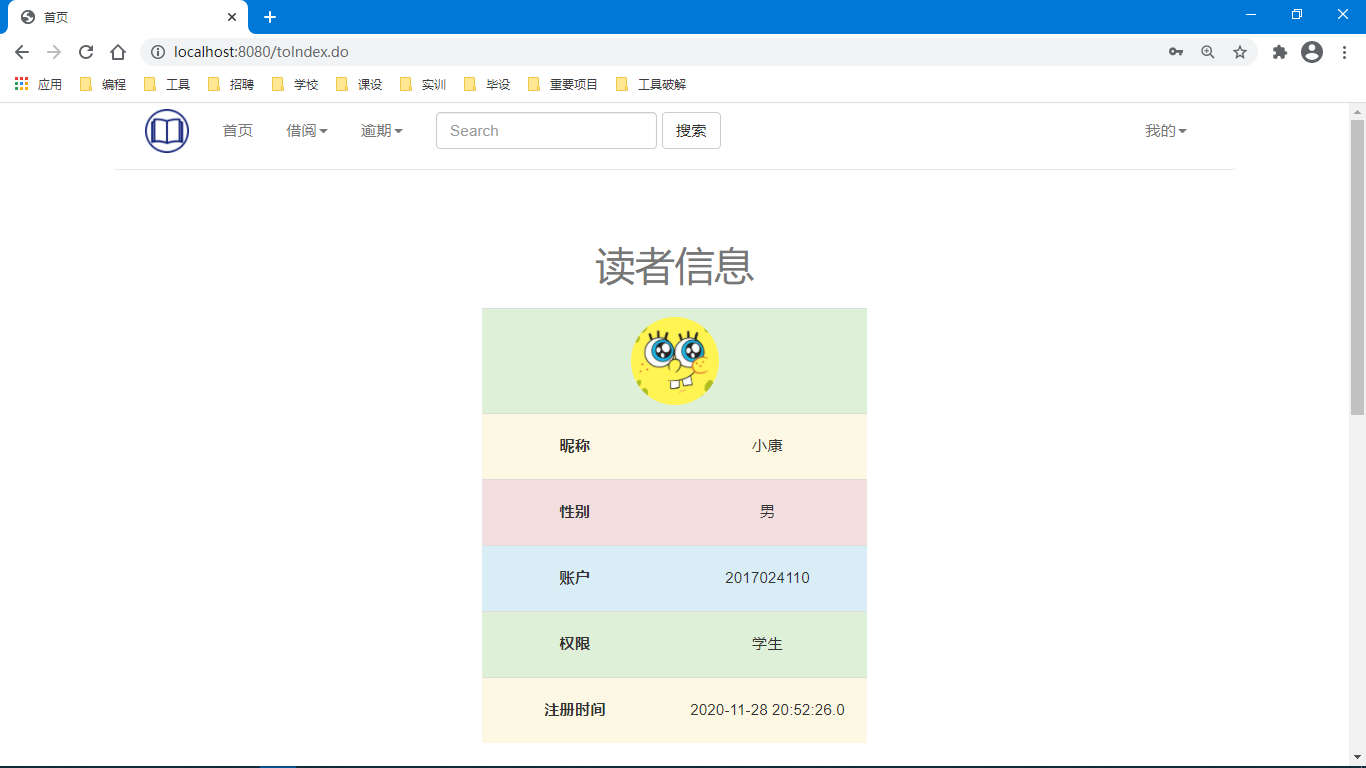 首页
localhost:8080/toIndex.do
应用 编程 工具 招聘 学校 课设 实训 毕设 重要项目 工具破解
首页 借阅 逾期 Search 搜索 我的
读者信息
昵称 小康
性别 男
账户 2017024110
权限 学生
注册时间 2020-11-28 20:52:26.0